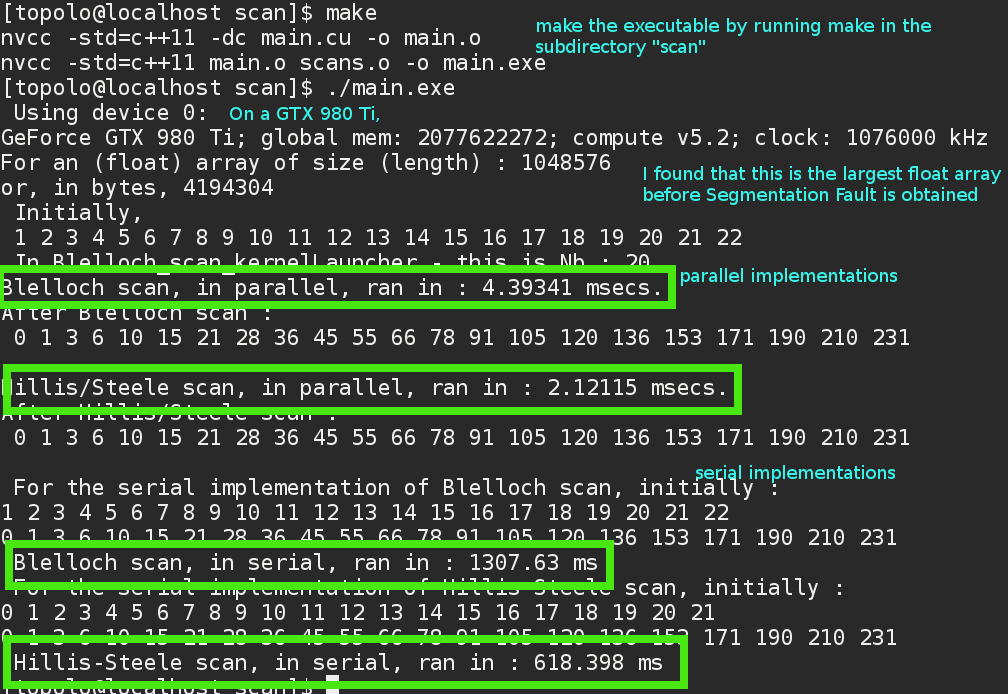 [topolo@localhost scan]$ make
make the executable by running make in the
nvcc -std=c++11 -dc main.cu -o main.o
subdirectory "scan"
nvcc -std=c++11 main.o scans.o -o main.exe
[topolo@localhost scan]$ ./main.exe
Using device 0:
On a GTX 980 Ti,
GeForce GTX 980 Ti; global mem: 2077622272; compute v5.2; clock: 1076000 kHz
For an (float) array of size (length) : 1048576
I found that this is the largest float array
or, in bytes, 4194304
before Segmentation Fault is obtained
Initially,
1 2 3 4 5 6 7 8 9 10 11 12 13 14 15 16 17 18 19 20 21 22
In Blelloch_scan_kernelLauncher - this is Nb : 20
parallel implementations
Blelloch scan, in parallel, ran in : 4.39341 msecs.
After Blelloch scan :
0 1 3 6 10 15 21 28 36 45 55 66 78 91 105 120 136 153 171 190 210 231
Hillis/Steele scan, in parallel, ran in : 2.12115 msecs.
After Hillis/Steele scan :
0 1 3 6 10 15 21 28 36 45 55 66 78 91 105 120 136 153 171 190 210 231
serial implementations
For the serial implementation of Blelloch scan, initially :
1 2 3 4 5 6 7 8 9 10 11 12 13 14 15 16 17 18 19 20 21 22
0 1 3 6 10 15 21 28 36 45 55 66 78 91 105 120 136 153 171 190 210 231
Blelloch scan, in serial, ran in : 1307.63 ms
For the serial implementation of Hillis-Steele scan, initially :
0 1 2 3 4 5 6 7 8 9 10 11 12 13 14 15 16 17 18 19 20 21
0 1 3 6 10 15 21 28 36 45 55 66 78 91 105 120 136 153 171 190 210 231
Hillis-Steele scan, in serial, ran in : 618.398 ms
[topolo@localhost scan]$